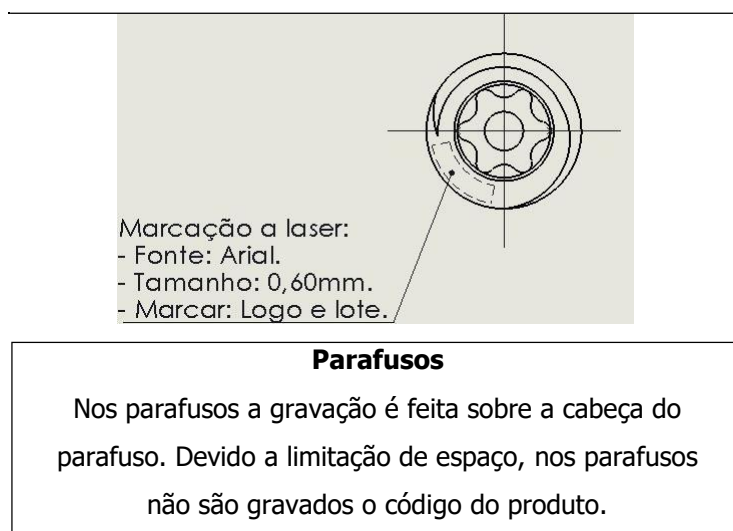 Marcação a laser:
- Fonte: Arial.
- Tamanho: 0,60mm.
- Marcar: Logo e lote.
Parafusos
Nos parafusos a gravação é feita sobre a cabeça do
parafuso. Devido a limitação de espaço, nos parafusos
não são gravados o código do produto.